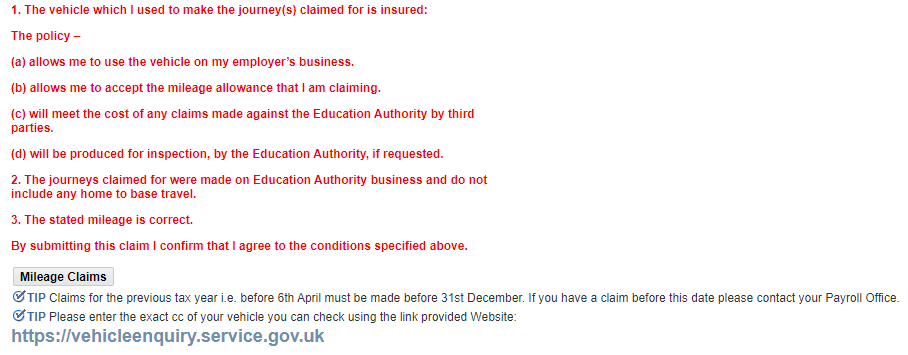 1. The vehicle which I used to make the journey(s) claimed for is insured:
The policy –
(a) allows me to use the vehicle on my employer's business.
(b) allows me to accept the mileage allowance that I am claiming.
(c) will meet the cost of any claims made against the Education Authority by third
parties.
(d) will be produced for inspection, by the Education Authority, if requested.
2. The journeys claimed for were made on Education Authority business and do not
include any home to base travel.
3. The stated mileage is correct.
By submitting this claim I confirm that I agree to the conditions specified above.
Mileage Claims
TIP Claims for the previous tax year i.e. before 6th April must be made before 31st December. If you have a claim before this date please contact your Payroll Office.
TIP Please enter the exact cc of your vehicle you can check using the link provided Website:
https://vehicleenquiry.service.gov.uk